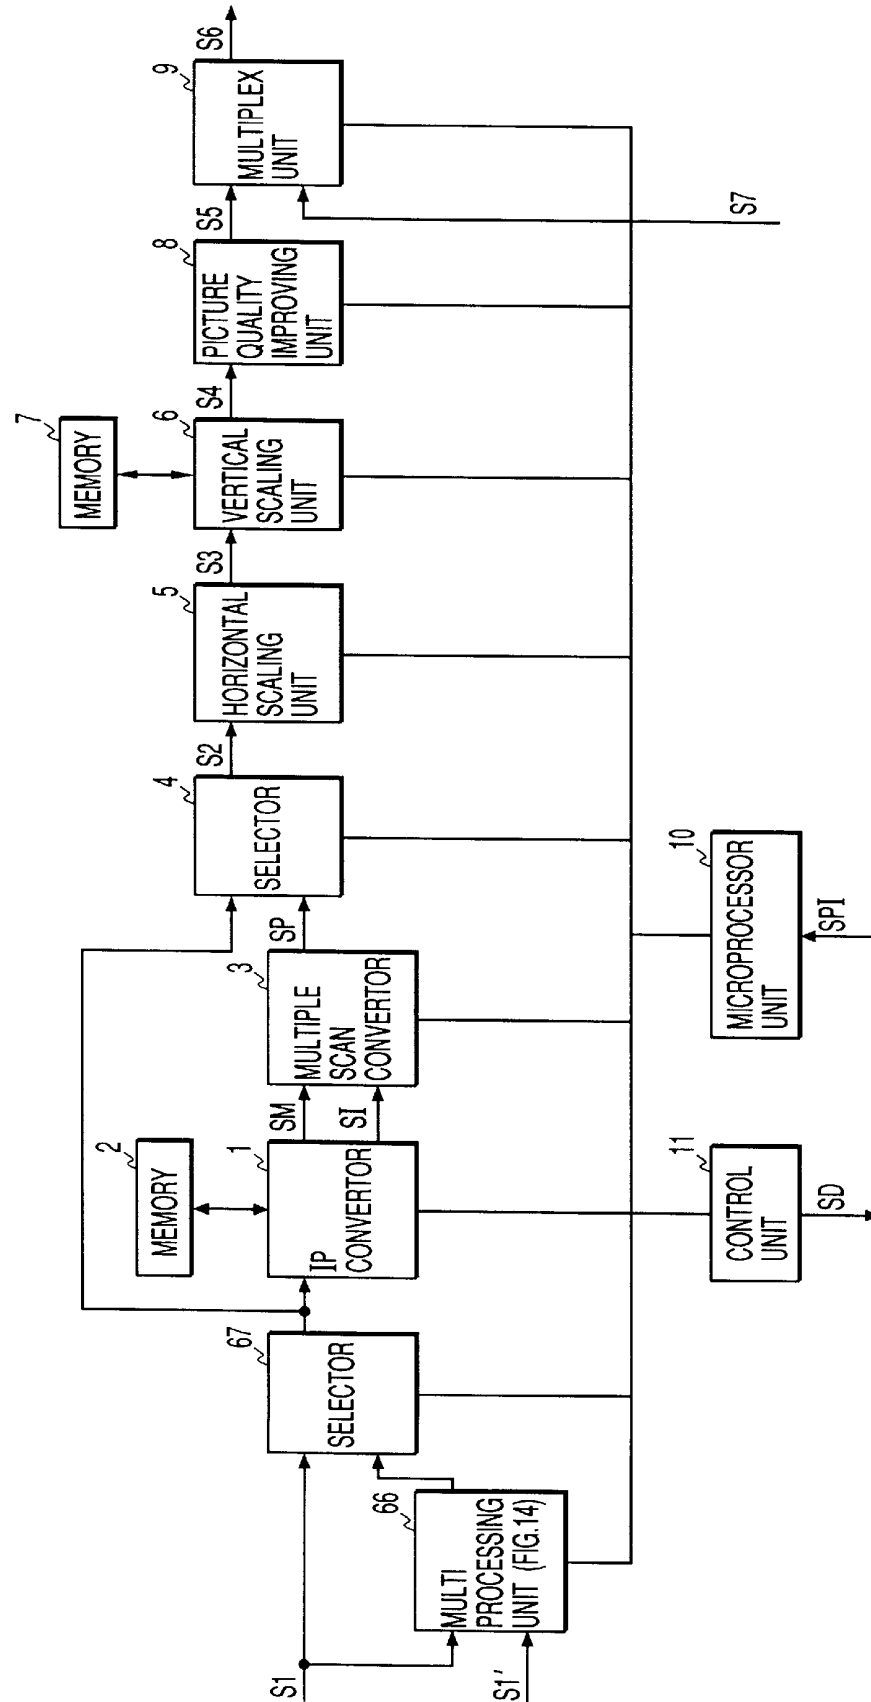 S1
S1'
66
MULTI
PROCESSING
UNIT (FIG.14)
67
SELECTOR
2
MEMORY
1
IP
CONVERTOR
SM
SI
3
MULTIPLE
SCAN
CONVERTOR
SP
4
SELECTOR
S2
5
HORIZONTAL
SCALING
UNIT
S3
7
MEMORY
6
VERTICAL
SCALING
UNIT
S4
8
PICTURE
QUALITY
IMPROVING
UNIT
S5
9
MULTIPLEX
UNIT
S6
S7
11
CONTROL
UNIT
SD
10
MICROPROCESSOR
UNIT
SPI